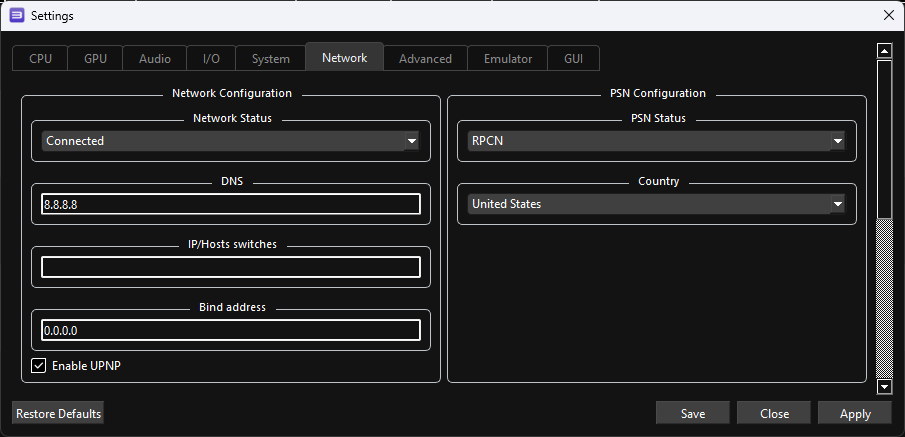 Settings
CPU GPU Audio I/O System Network Advanced Emulator GUI
Network Configuration
Network Status
Connected
DNS
8.8.8.8
IP/Hosts switches
Bind address
0.0.0.0
Enable UPNP
PSN Configuration
PSN Status
RPCN
Country
United States
Restore Defaults Save Close Apply